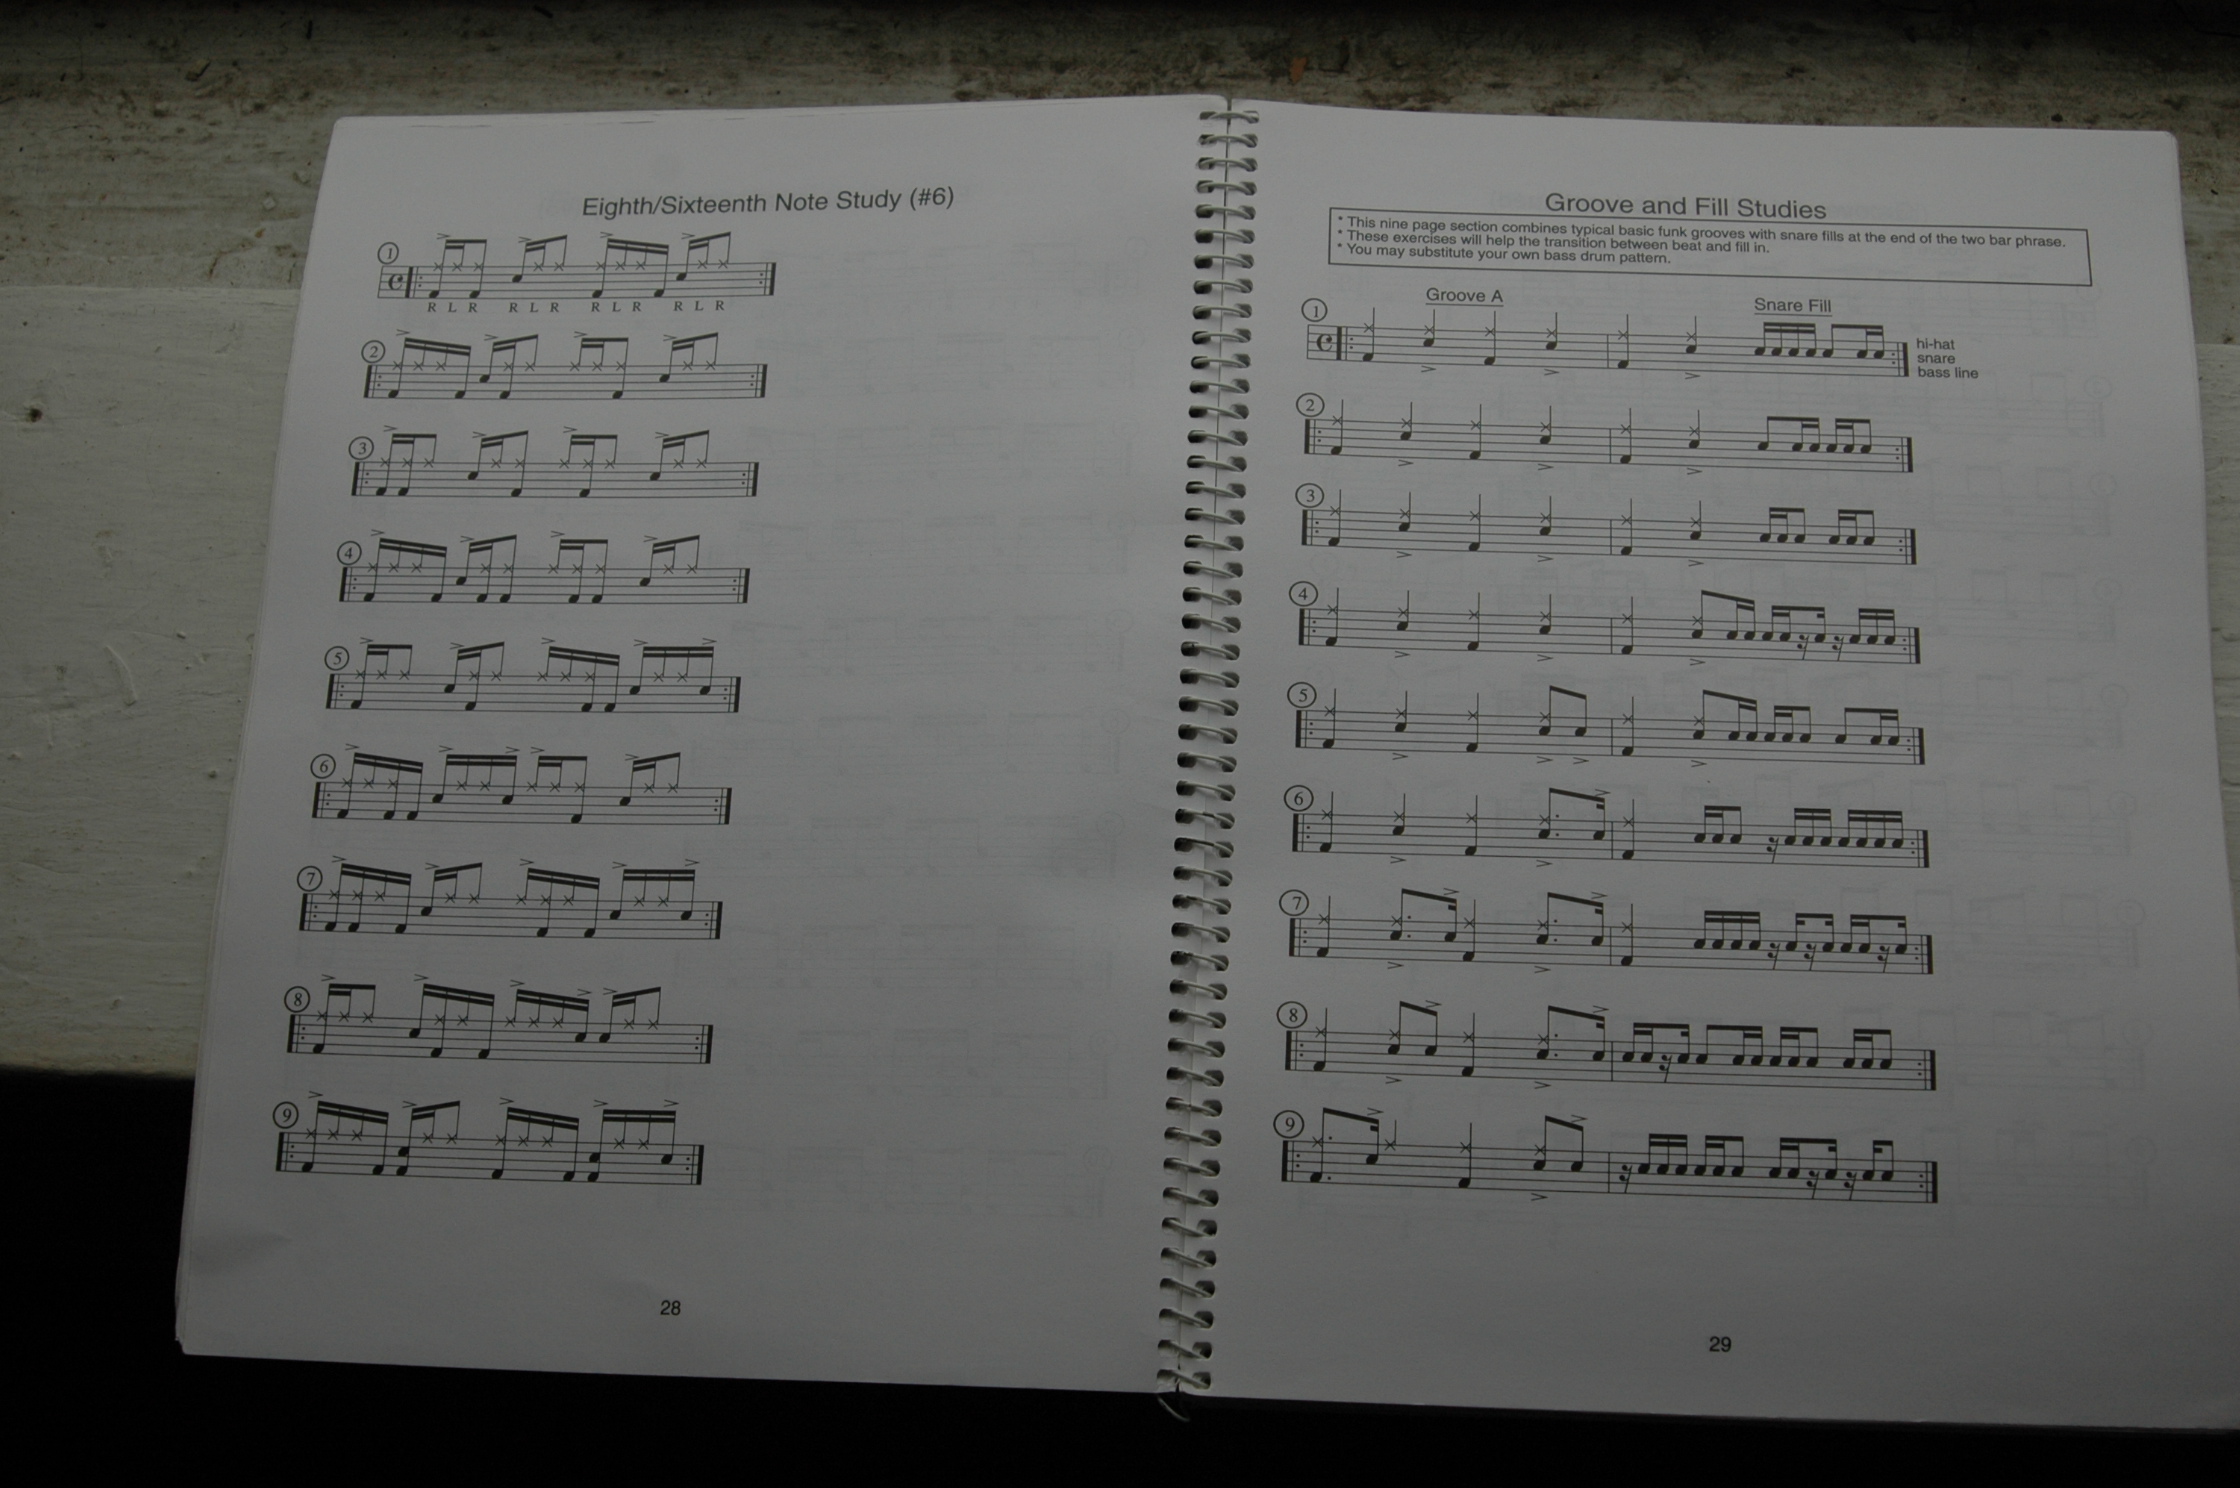 Eighth/Sixteenth Note Study (#6)
1
R L R R L R R L R R L R
2
3
4
5
6
7
8
9
28
Groove and Fill Studies
* This nine page section combines typical basic funk grooves with snare fills at the end of the two bar phrase.
* These exercises will help the transition between beat and fill in.
* You may substitute your own bass drum pattern.
Groove A Snare Fill
1
hi-hat
snare
bass line
2
3
4
5
6
7
8
9
29